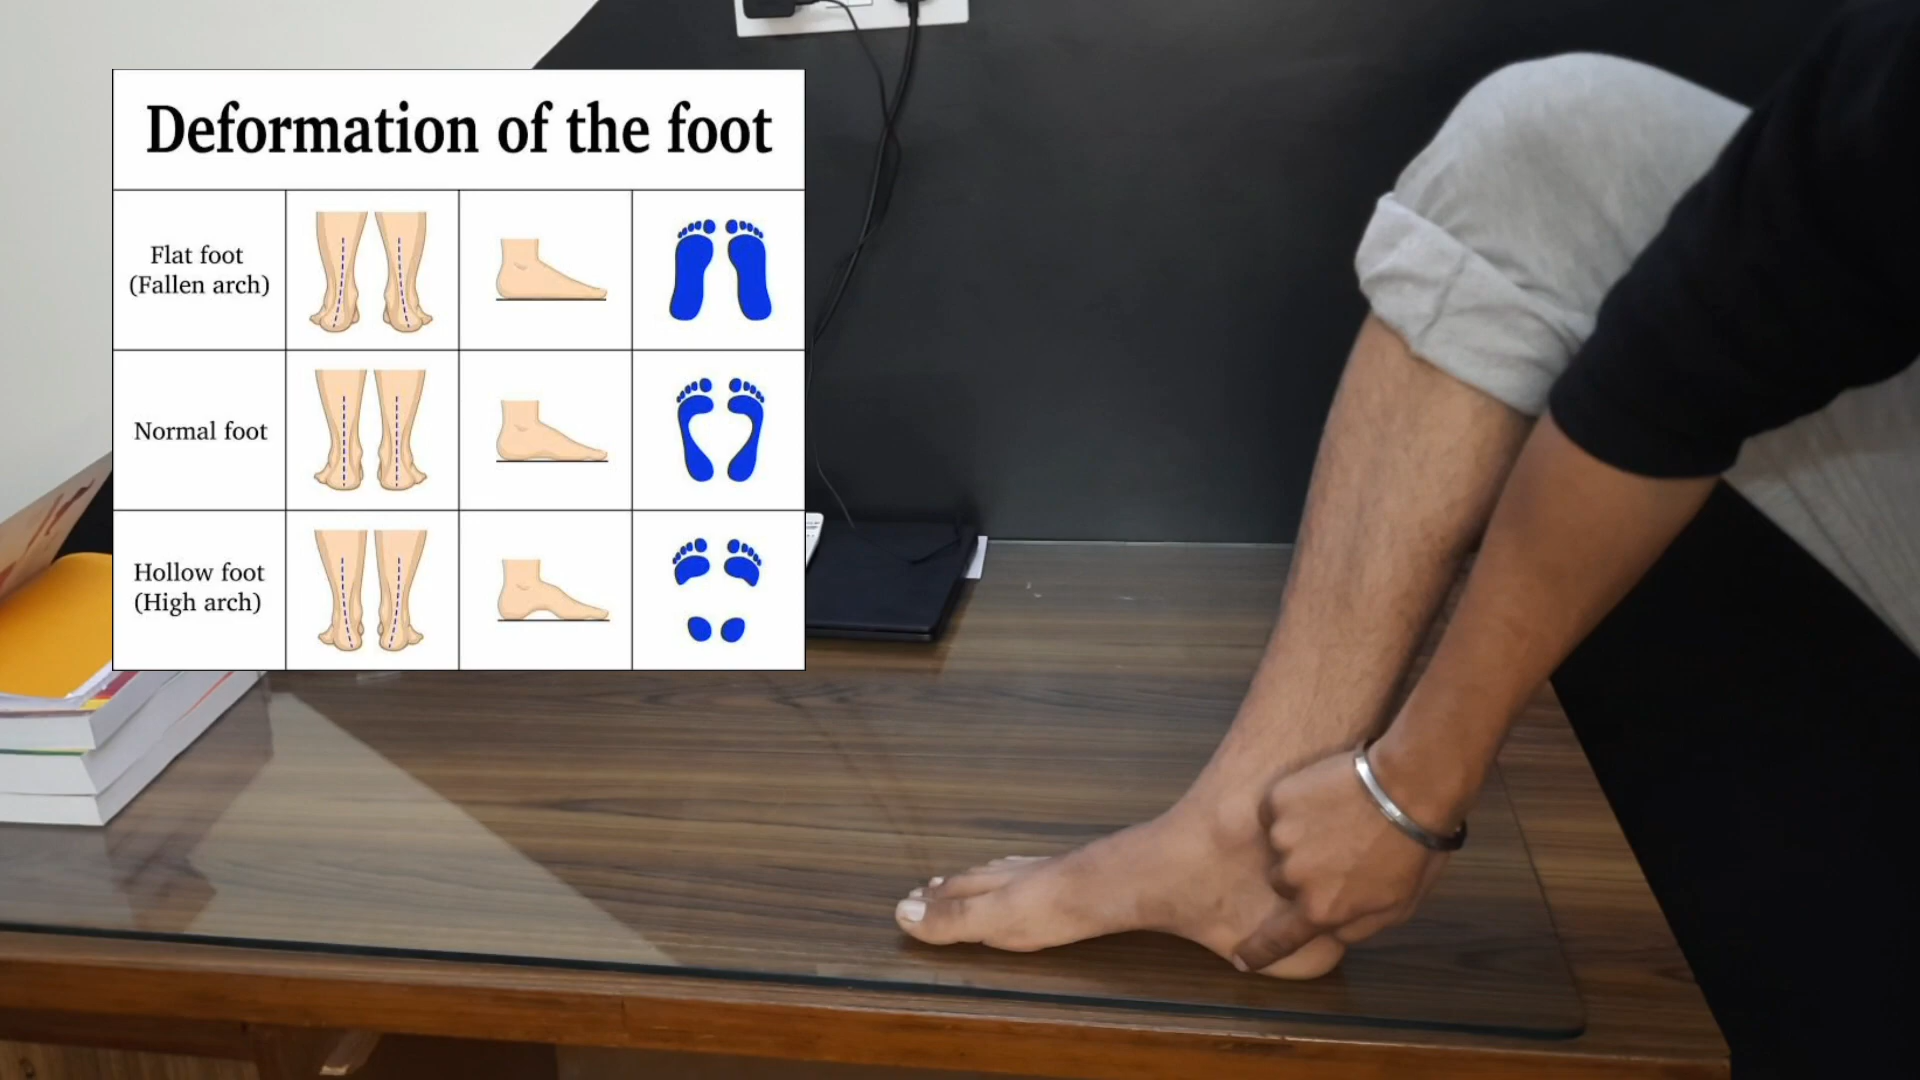 Deformation of the foot
Flat foot
(Fallen arch)
Normal foot
Hollow foot
(High arch)